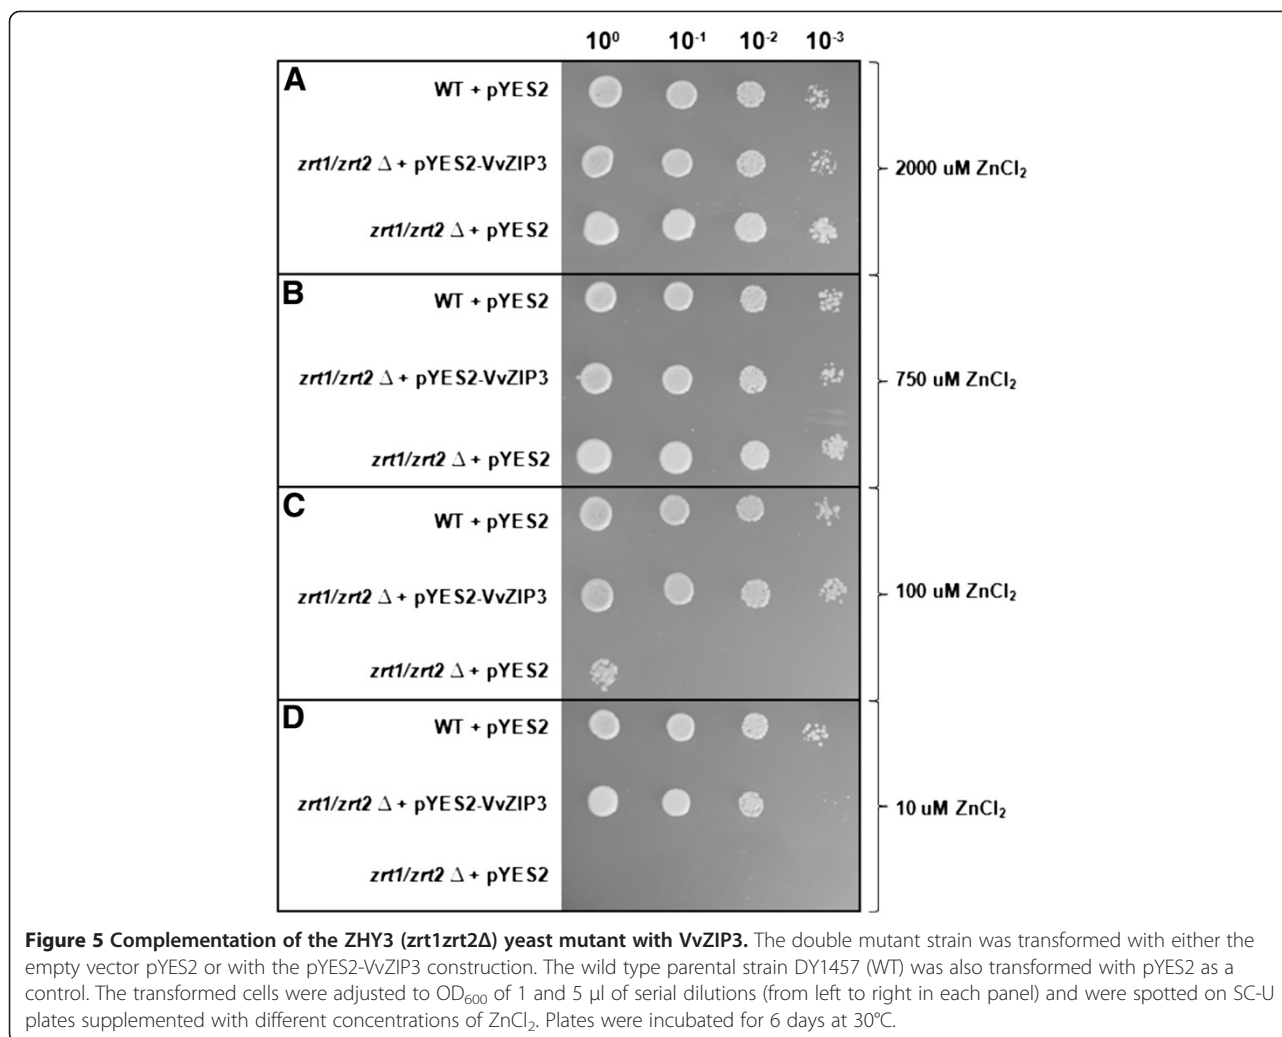 10⁰ 10⁻¹ 10⁻² 10⁻³
A
WT + pYES2
zrt1/zrt2 Δ + pYES2-VvZIP3
zrt1/zrt2 Δ + pYES2
2000 uM ZnCl₂
B
WT + pYES2
zrt1/zrt2 Δ + pYES2-VvZIP3
zrt1/zrt2 Δ + pYES2
750 uM ZnCl₂
C
WT + pYES2
zrt1/zrt2 Δ + pYES2-VvZIP3
zrt1/zrt2 Δ + pYES2
100 uM ZnCl₂
D
WT + pYES2
zrt1/zrt2 Δ + pYES2-VvZIP3
zrt1/zrt2 Δ + pYES2
10 uM ZnCl₂
Figure 5 Complementation of the ZHY3 (zrt1zrt2Δ) yeast mutant with VvZIP3. The double mutant strain was transformed with either the
empty vector pYES2 or with the pYES2-VvZIP3 construction. The wild type parental strain DY1457 (WT) was also transformed with pYES2 as a
control. The transformed cells were adjusted to OD₆₀₀ of 1 and 5 μl of serial dilutions (from left to right in each panel) and were spotted on SC-U
plates supplemented with different concentrations of ZnCl₂. Plates were incubated for 6 days at 30°C.